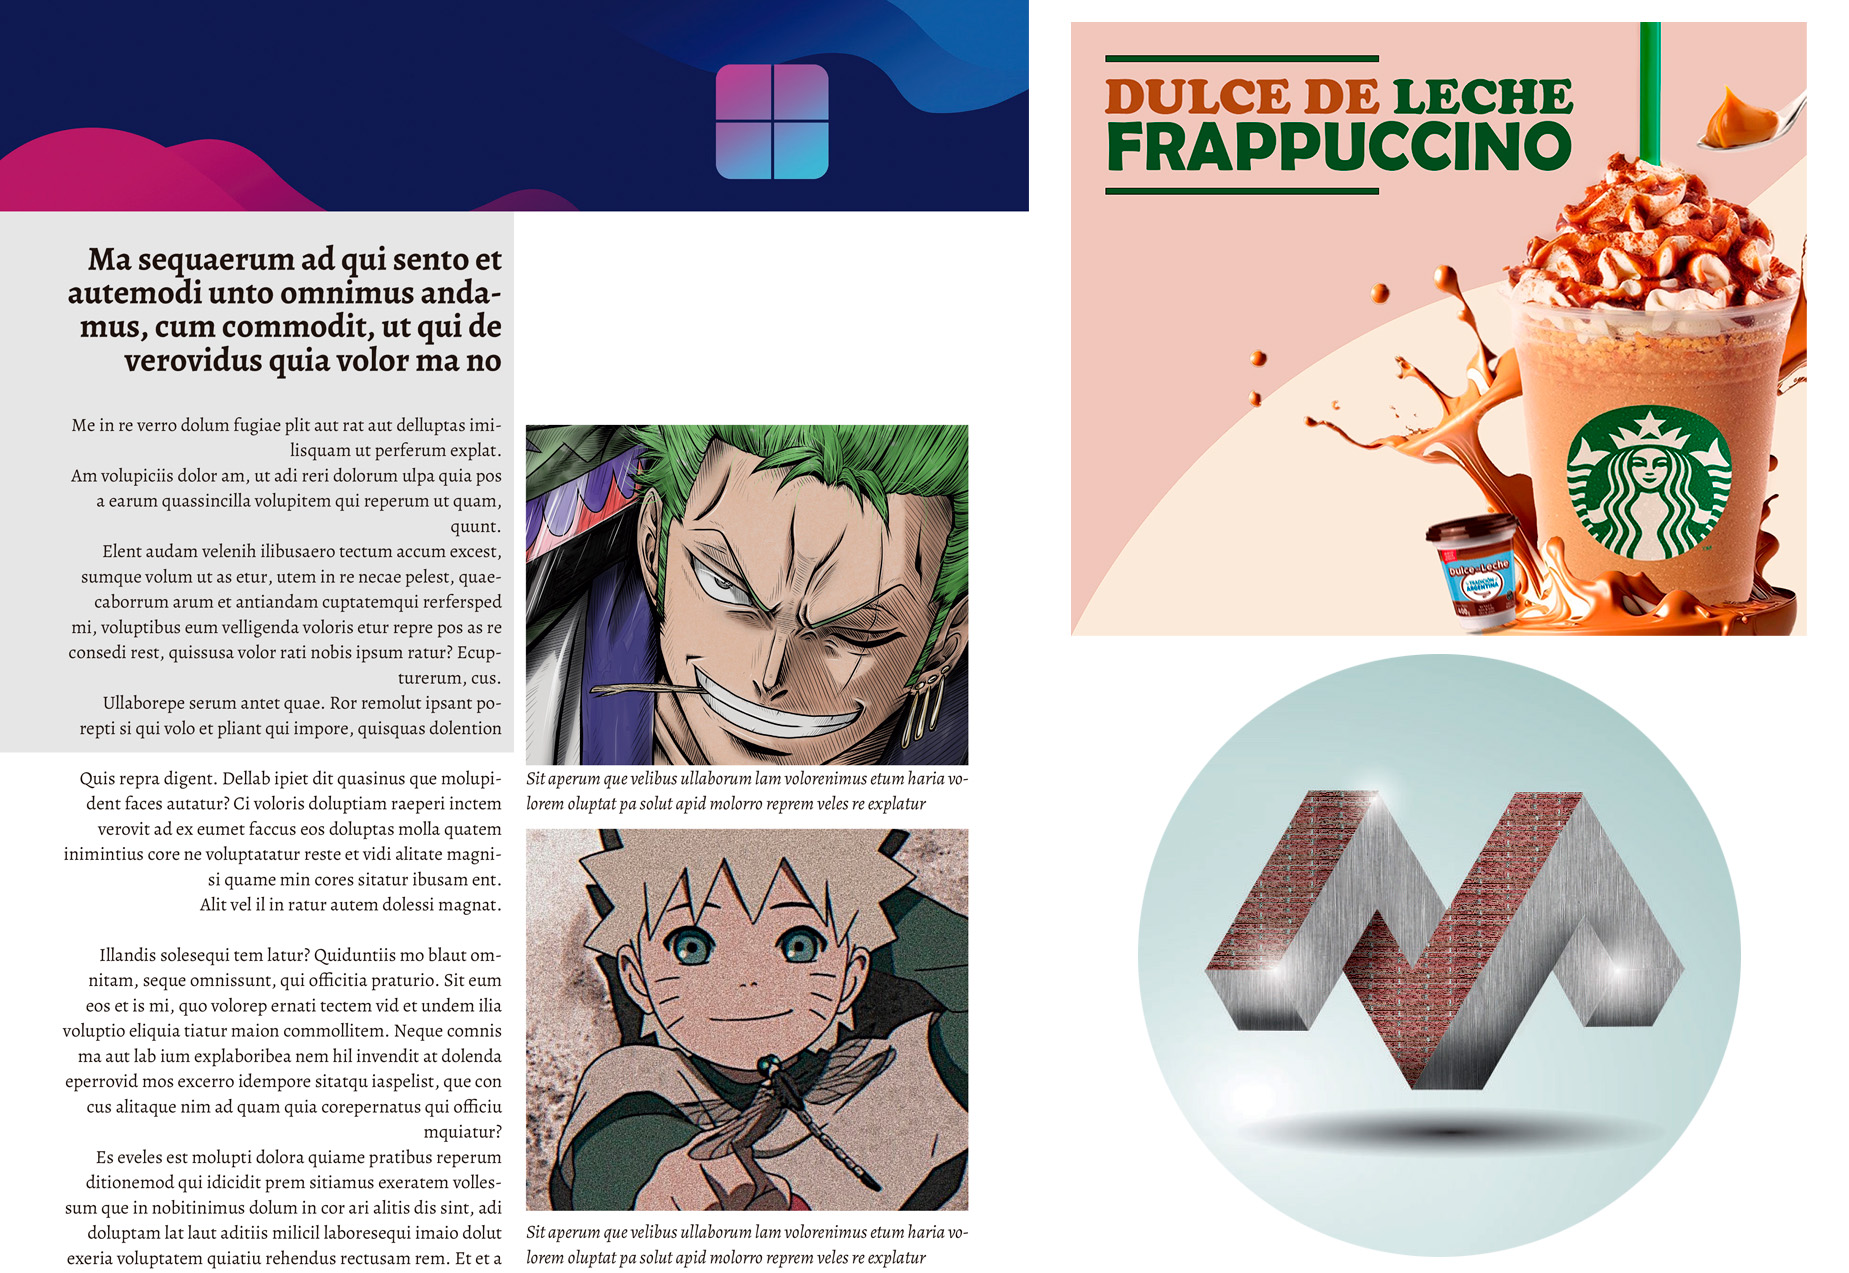 Ma sequaerum ad qui sento et
autemodi unto omnimus anda-
mus, cum commodit, ut qui de
verovidus quia volor ma no
Me in re verro dolum fugiae plit aut rat aut delluptas imi-
lisquam ut perferum explat.
Am volupiciis dolor am, ut adi reri dolorum ulpa quia pos
a earum quassincilla volupitem qui reperum ut quam,
quunt.
Elent audam velenih ilibusaero tectum accum excest,
sumque volum ut as etur, utem in re necae pelest, quae-
caborrum arum et antiandam cuptatemqui rerfersped
mi, voluptibus eum velligenda voloris etur repre pos as re
consedi rest, quissusa volor rati nobis ipsum ratur? Ecup-
turerum, cus.
Ullaborepe serum antet quae. Ror remolut ipsant po-
repti si qui volo et pliant qui impore, quisquas dolention
Quis repra digent. Dellab ipiet dit quasinus que molupi-
dent faces autatur? Ci voloris doluptiam raeperi inctem
verovit ad ex eumet faccus eos doluptas molla quatem
inimintius core ne voluptatatur reste et vidi alitate magni-
si quame min cores sitatur ibusam ent.
Alit vel il in ratur autem dolessi magnat.
Illandis solesequi tem latur? Quiduntiis mo blaut om-
nitam, seque omnissunt, qui officitia praturio. Sit eum
eos et is mi, quo volorep ernati tectem vid et undem ilia
voluptio eliquia tiatur maion commollitem. Neque comnis
ma aut lab ium explaboribea nem hil invendit at dolenda
eperrovid mos excerro idempore sitatqu iaspelist, que con
cus alitaque nim ad quam quia corepernatus qui officiu
mquiatur?
Es eveles est molupti dolora quiame pratibus reperum
ditionemod qui idicidit prem sitiamus exeratem volles-
sum que in nobitinimus dolum in cor ari alitis dis sint, adi
doluptam lat laut aditiis milicil laboresequi imaio dolut
exeria voluptatem quiatiu rehendus rectusam rem. Et et a
Sit aperum que velibus ullaborum lam volorenimus etum haria vo-
lorem oluptat pa solut apid molorro reprem veles re explatur
Sit aperum que velibus ullaborum lam volorenimus etum haria vo-
lorem oluptat pa solut apid molorro reprem veles re explatur
DULCE DE LECHE
FRAPPUCCINO
Dulce de Leche
TRADICIÓN
ARGENTINA